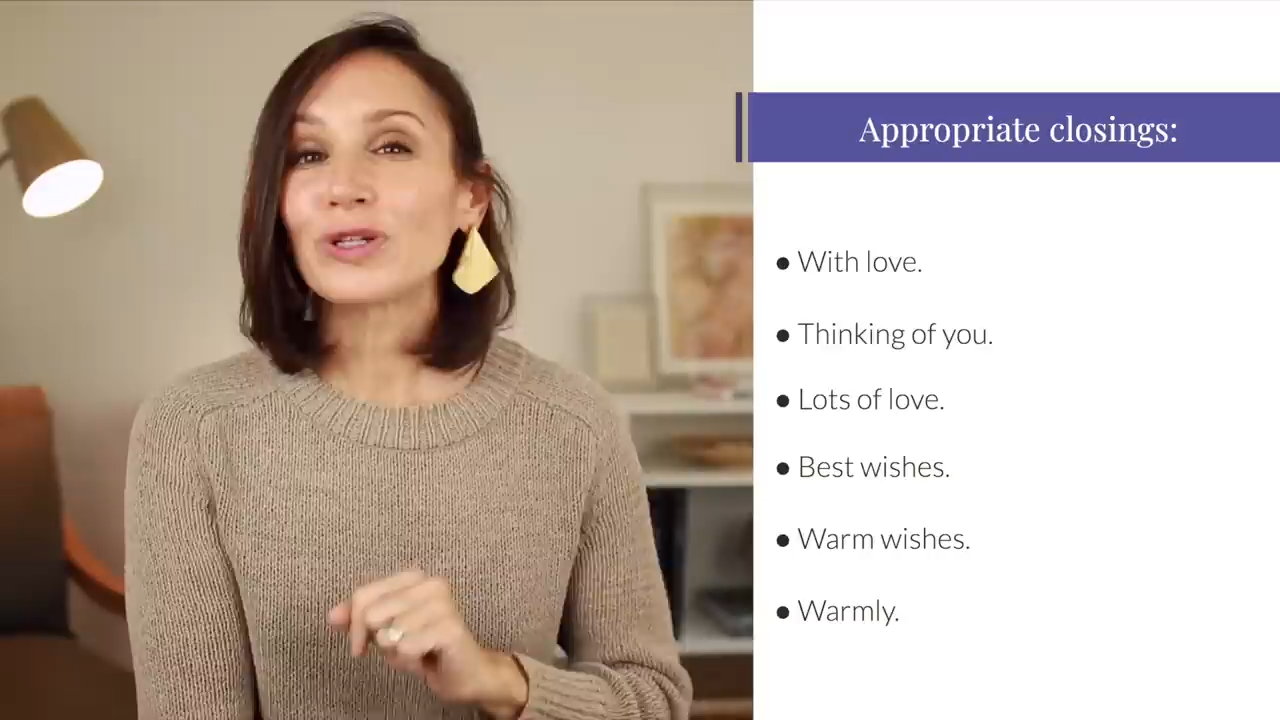 Appropriate closings:
● With love.
● Thinking of you.
● Lots of love.
● Best wishes.
● Warm wishes.
● Warmly.